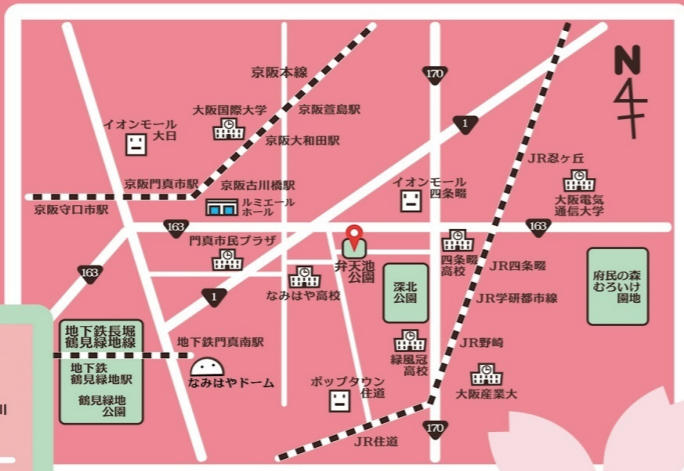 京阪本線
N
170
大阪国際大学
京阪萱島駅
イオンモール
大日
1
京阪大和田駅
JR忍ケ丘
京阪門真市駅
京阪古川橋駅
イオンモール
四条畷
大阪電気
通信大学
京阪守口市駅
ルミエール
ホール
163
163
門真市民プラザ
弁天池
公園
四条畷
高校
163
JR四条畷
府民の森
むろいけ
園地
なみはや高校
深北
公園
1
JR学研都市線
地下鉄長堀
鶴見緑地線
地下鉄門真南駅
緑風冠
高校
JR野崎
地下鉄
鶴見緑地駅
なみはやドーム
ポップタウン
住道
大阪産業大
鶴見緑地
公園
170
JR住道
川